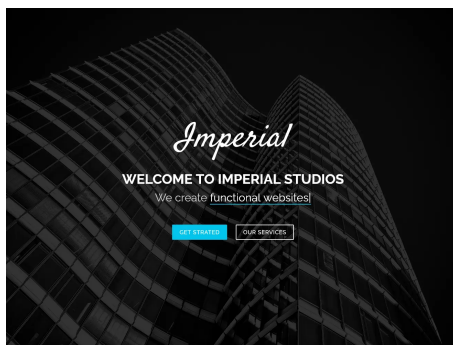 Imperial
WELCOME TO IMPERIAL STUDIOS
We create functional websites|
GET STRATED OUR SERVICES